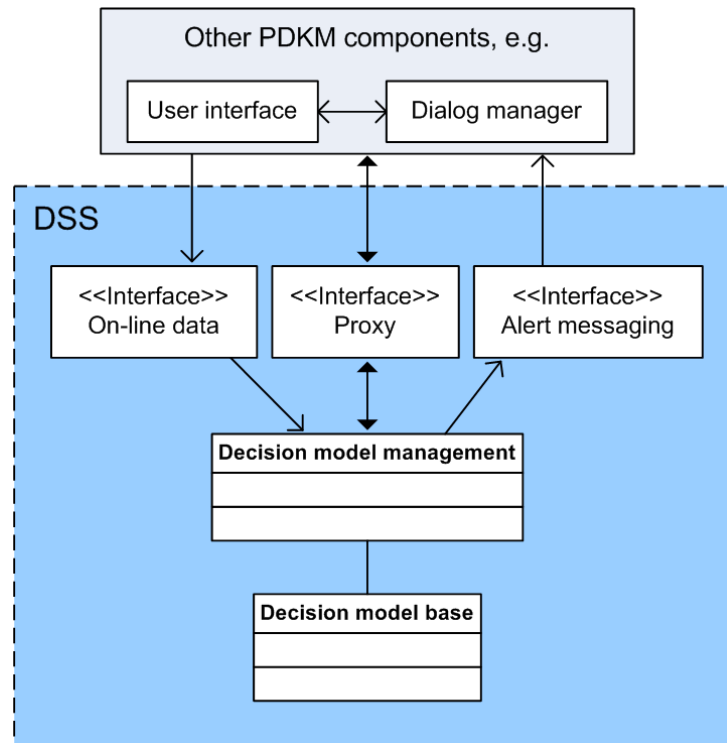 Other PDKM components, e.g.
User interface
Dialog manager
DSS
<<Interface>>
On-line data
<<Interface>>
Proxy
<<Interface>>
Alert messaging
Decision model management
Decision model base